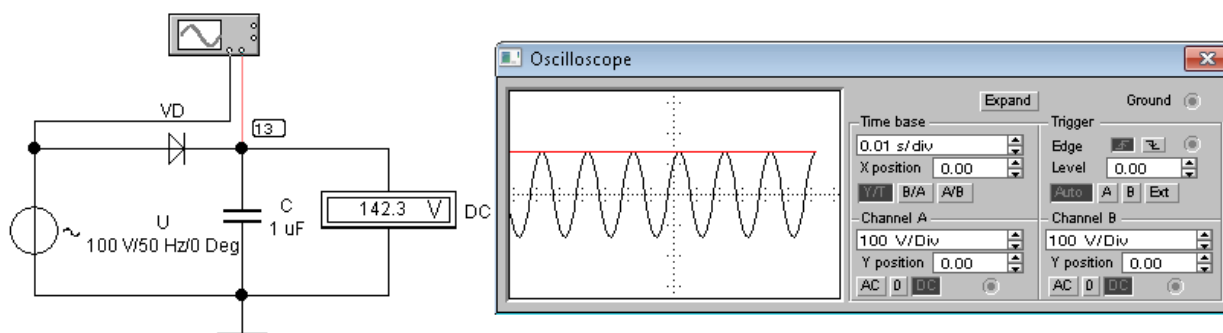 VD
13
U
100 V/50 Hz/0 Deg
C
1 uF
142.3 V
DC
Oscilloscope
Expand
Ground
Time base
0.01 s/div
X position 0.00
Y/T B/A A/B
Trigger
Edge
Level 0.00
Auto A B Ext
Channel A
100 V/Div
Y position 0.00
AC 0 DC
Channel B
100 V/Div
Y position 0.00
AC 0 DC